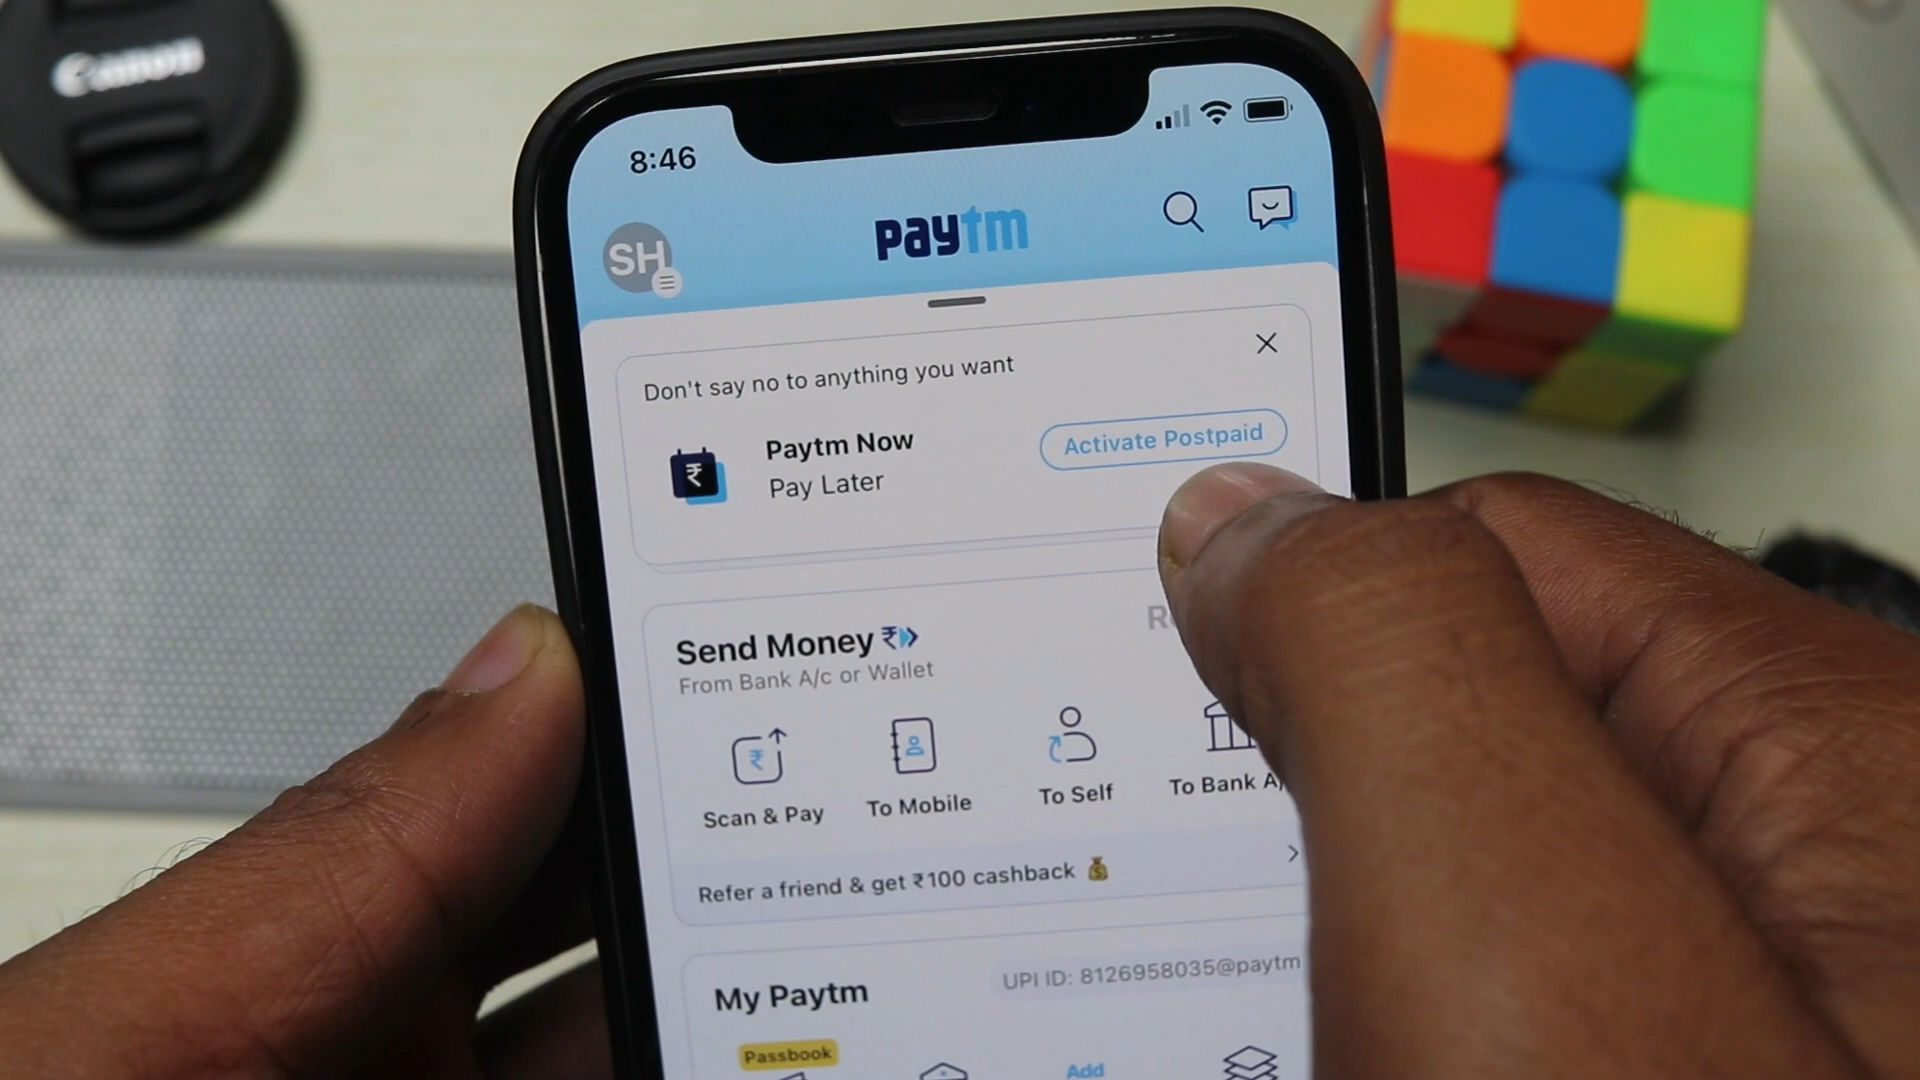 Canon
8:46
SH
paytm
Don't say no to anything you want
Paytm Now
Pay Later
Activate Postpaid
₹
Send Money
From Bank A/c or Wallet
Scan & Pay
To Mobile
To Self
To Bank A/
Refer a friend & get ₹100 cashback
My Paytm
UPI ID: 8126958035@paytm
Passbook
Add